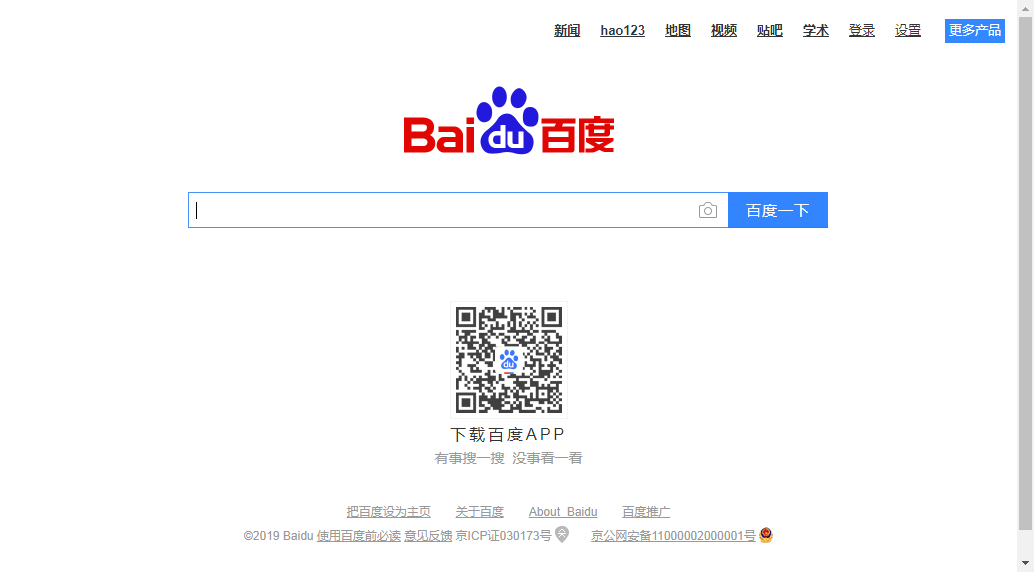 新闻 hao123 地图 视频 贴吧 学术 登录 设置 更多产品
Bai du 百度
百度一下
du
下载百度APP
有事搜一搜 没事看一看
把百度设为主页 关于百度 About Baidu 百度推广
©2019 Baidu 使用百度前必读 意见反馈 京ICP证030173号 京公网安备11000002000001号